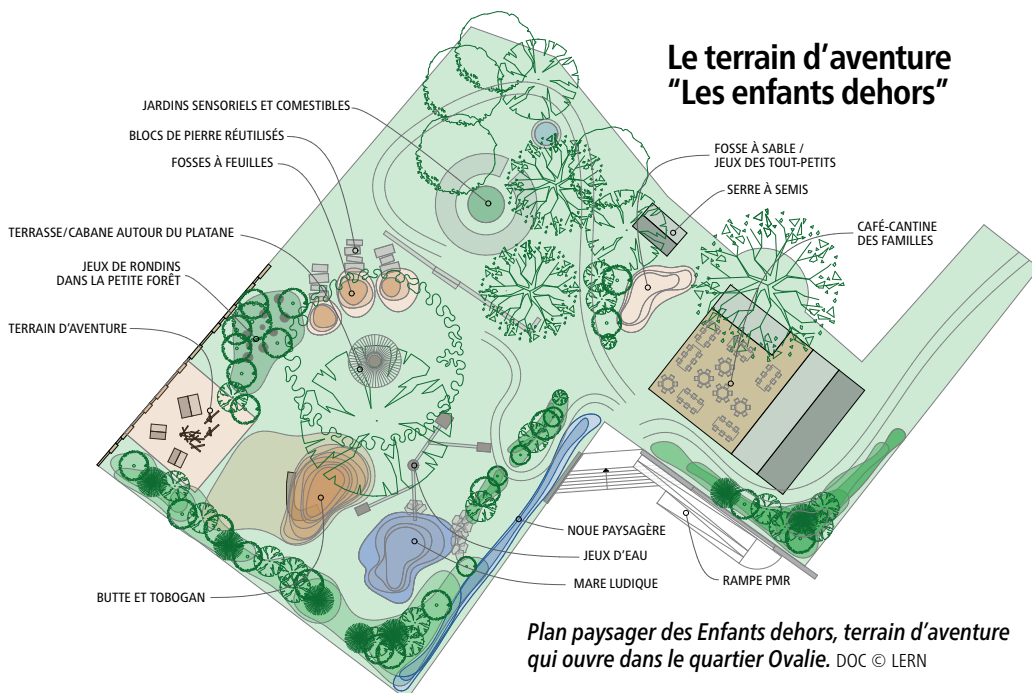 Le terrain d’aventure
“Les enfants dehors”
JARDINS SENSORIELS ET COMESTIBLES
BLOCS DE PIERRE RÉUTILISÉS
FOSSES À FEUILLES
TERRASSE/CABANE AUTOUR DU PLATANE
JEUX DE RONDINS
DANS LA PETITE FORÊT
TERRAIN D’AVENTURE
FOSSE À SABLE /
JEUX DES TOUT-PETITS
SERRE À SEMIS
CAFÉ-CANTINE
DES FAMILLES
NOUE PAYSAGÈRE
JEUX D’EAU
MARE LUDIQUE
RAMPE PMR
BUTTE ET TOBOGAN
Plan paysager des Enfants dehors, terrain d’aventure
qui ouvre dans le quartier Ovalie. DOC © LERN